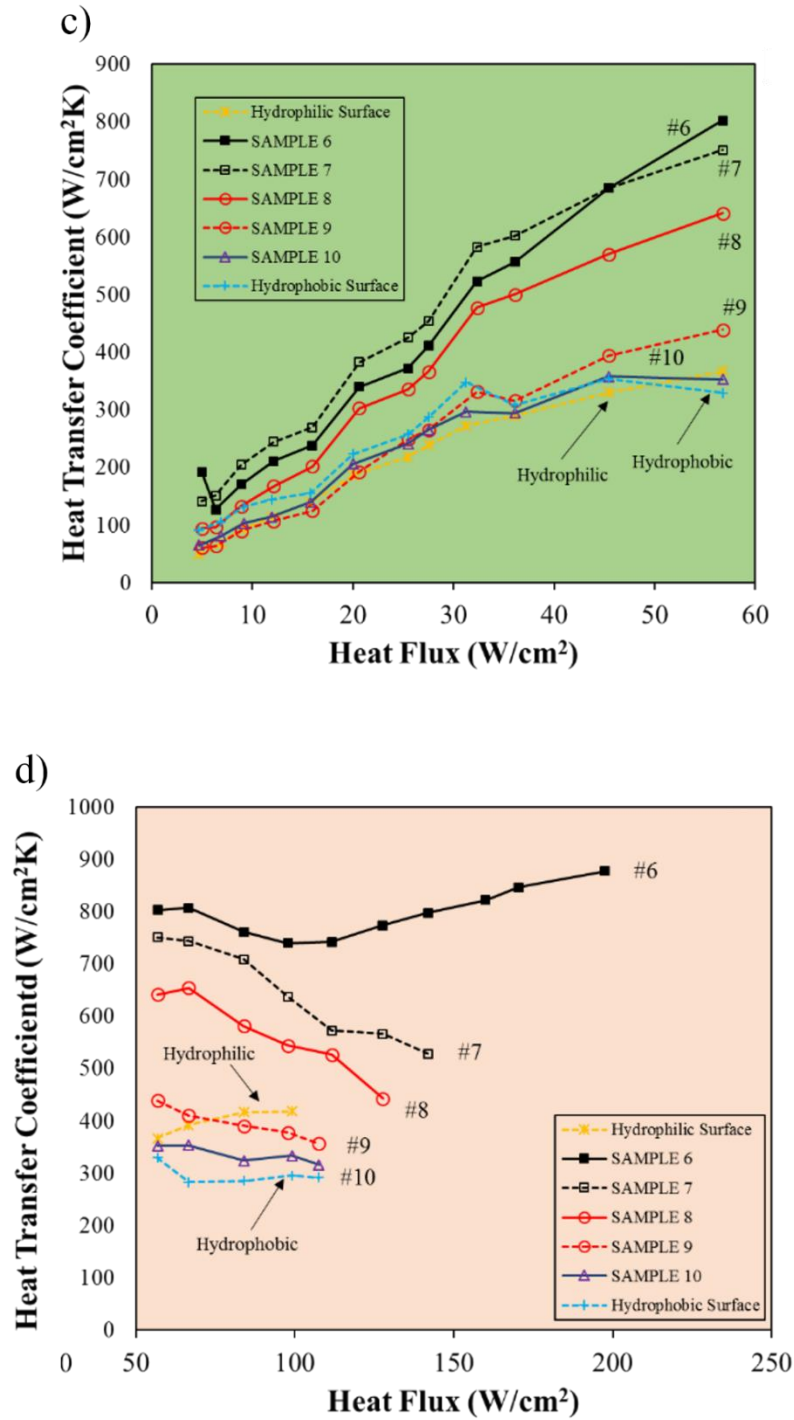 c)
Heat Transfer Coefficient (W/cm²K)
900
800
700
600
500
400
300
200
100
0
Hydrophilic Surface
SAMPLE 6
SAMPLE 7
SAMPLE 8
SAMPLE 9
SAMPLE 10
Hydrophobic Surface
#6
#7
#8
#9
#10
Hydrophilic
Hydrophobic
0 10 20 30 40 50 60
Heat Flux (W/cm²)
d)
Heat Transfer Coefficientd (W/cm²K)
1000
900
800
700
600
500
400
300
200
100
0
#6
#7
Hydrophilic
#8
#9
#10
Hydrophobic
Hydrophilic Surface
SAMPLE 6
SAMPLE 7
SAMPLE 8
SAMPLE 9
SAMPLE 10
Hydrophobic Surface
0 50 100 150 200 250
Heat Flux (W/cm²)